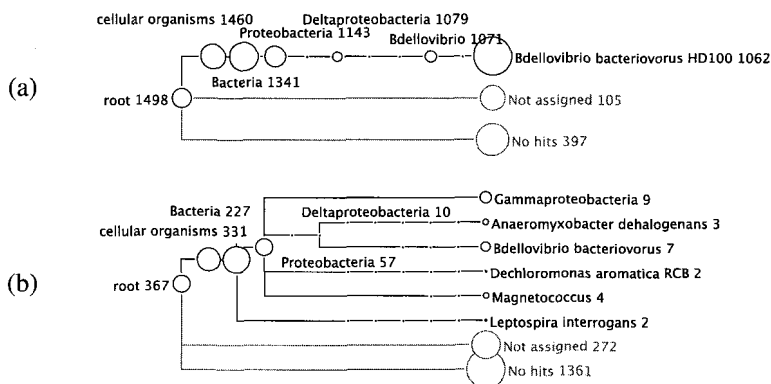 cellular organisms 1460
Deltaproteobacteria 1079
Proteobacteria 1143
Bdellovibrio 1071
Bdellovibrio bacteriovorus HD100 1062
(a)
Bacteria 1341
root 1498
Not assigned 105
No hits 397
Gammaproteobacteria 9
Bacteria 227
Deltaproteobacteria 10
Anaeromyxobacter dehalogenans 3
cellular organisms 331
Bdellovibrio bacteriovorus 7
Proteobacteria 57
Dechloromonas aromatica RCB 2
(b)
root 367
Magnetococcus 4
Leptospira interrogans 2
Not assigned 272
No hits 1361